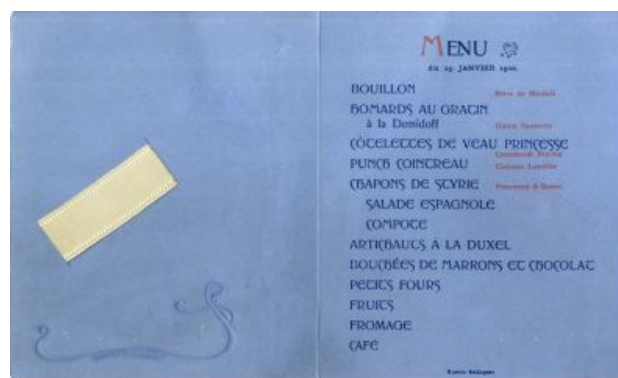 MENU
du 25. JANVIER 1900.
BOUILLON
HOMARDS AU GRATIN
à la Demidoff
CÔTELETTES DE VEAU PRINCESSE
PUNCH COINTREAU
CHAPONS DE STYRIE
SALADE ESPAGNOLE
COMPOTE
ARTICHAUTS À LA DUXEL
BOUCHÉES DE MARRONS ET CHOCOLAT
PETITS FOURS
FRUITS
FROMAGE
CAFÉ